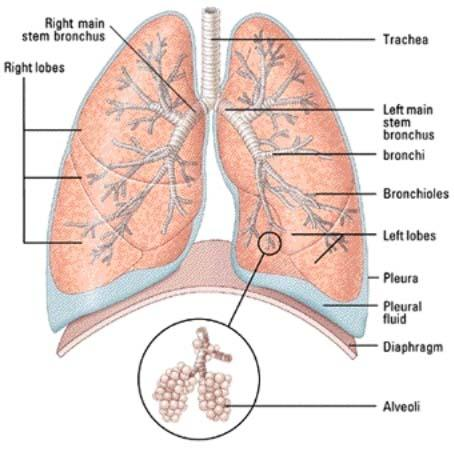 Right main
stem bronchus
Right lobes
Trachea
Left main
stem
bronchus
bronchi
Bronchioles
Left lobes
Pleura
Pleural
fluid
Diaphragm
Alveoli